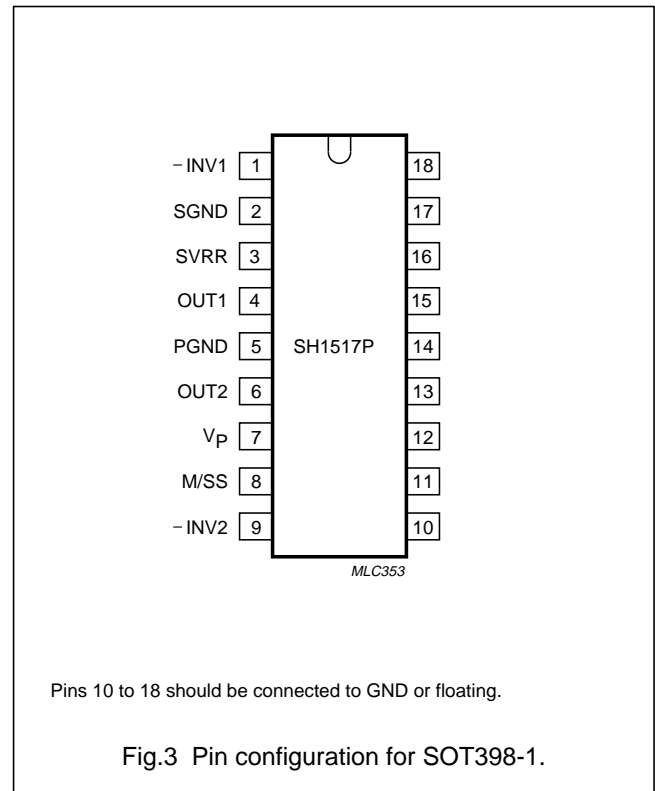 −INV1 1 18
SGND 2 17
SVRR 3 16
OUT1 4 15
PGND 5 SH1517P 14
OUT2 6 13
VP 7 12
M/SS 8 11
−INV2 9 10
MLC353
Pins 10 to 18 should be connected to GND or floating.
Fig.3 Pin configuration for SOT398-1.